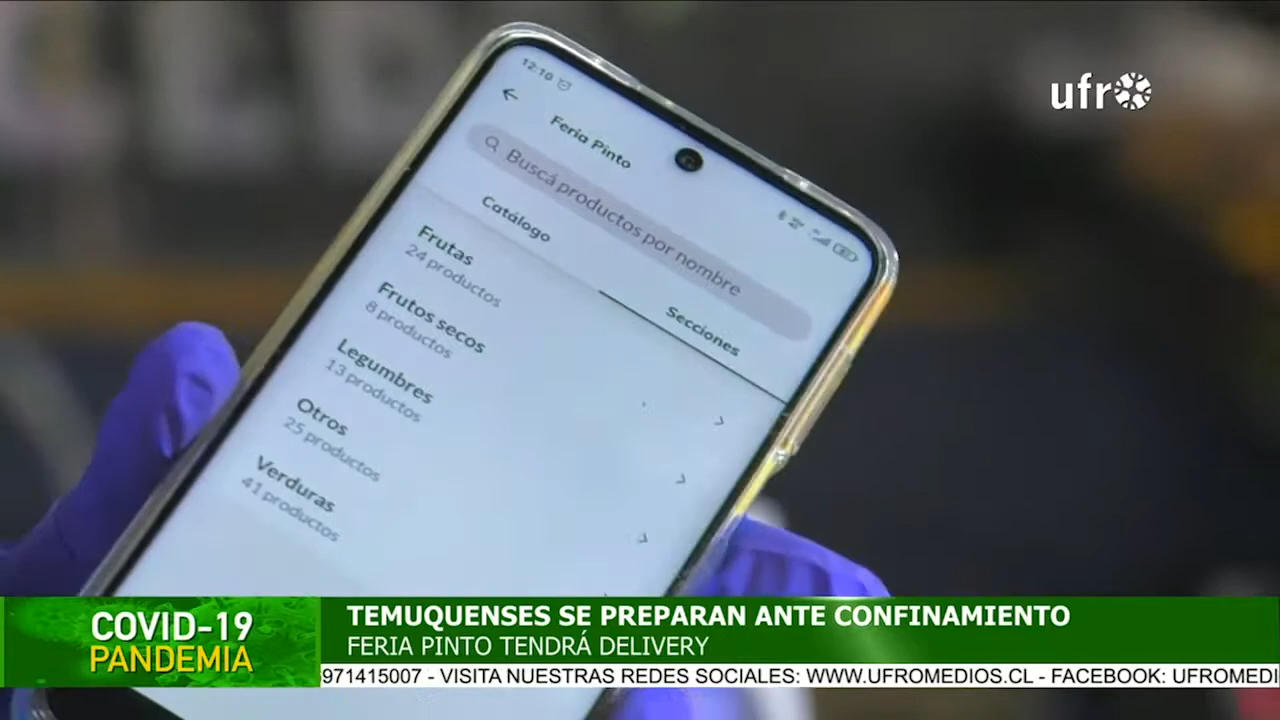 12:10
ufro
Feria Pinto
Buscá productos por nombre
Catálogo
Secciones
Frutas
24 productos
Frutos secos
8 productos
Legumbres
13 productos
Otros
25 productos
Verduras
41 productos
COVID-19
PANDEMIA
TEMUQUENSES SE PREPARAN ANTE CONFINAMIENTO
FERIA PINTO TENDRÁ DELIVERY
971415007 - VISITA NUESTRAS REDES SOCIALES: WWW.UFROMEDIOS.CL - FACEBOOK: UFROMEDI